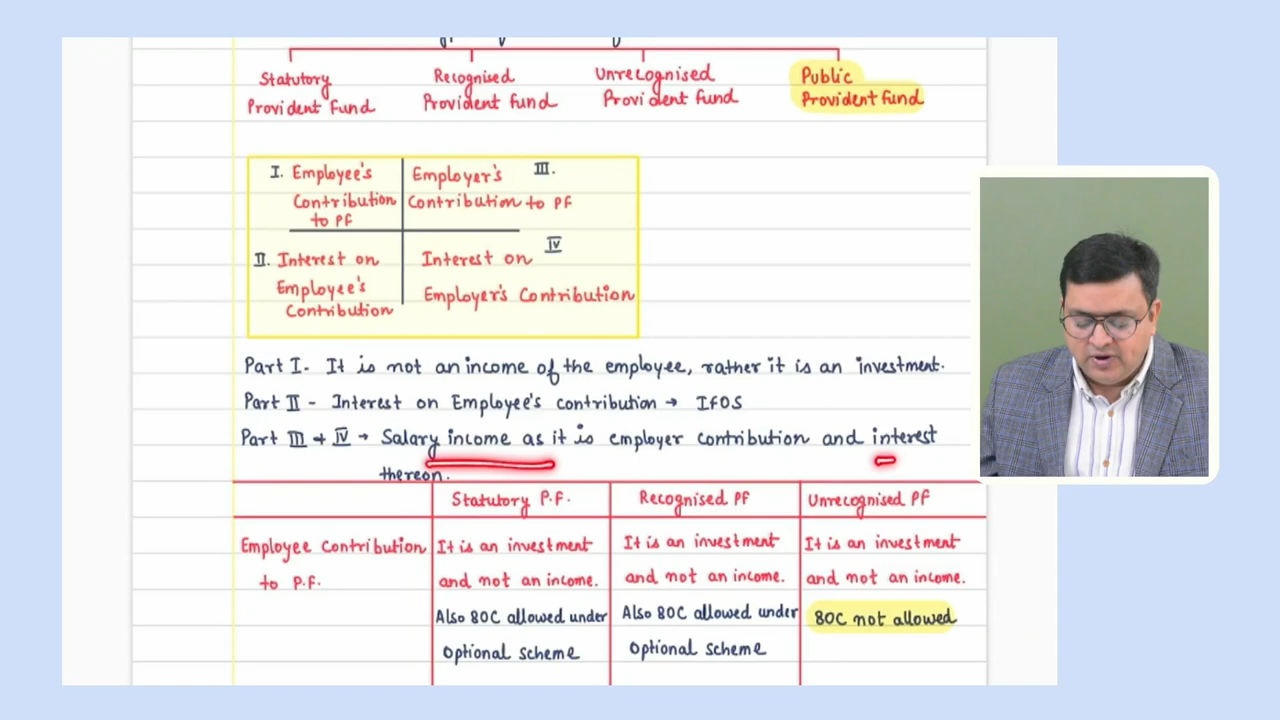 Statutory
Provident Fund
Recognised
Provident Fund
Unrecognised
Provident Fund
Public
Provident Fund
I. Employee's
Contribution
to PF
Employer's III.
Contribution to PF
II. Interest on
Employee's
Contribution
Interest on IV
Employer's Contribution
Part I - It is not an income of the employee, rather it is an investment.
Part II - Interest on Employee's contribution → IFOS
Part III + IV → Salary income as it is employer contribution and interest
thereon.
Statutory P.F. Recognised PF Unrecognised PF
Employee Contribution
to P.F.
It is an investment
and not an income.
Also 80C allowed under
Optional scheme
It is an investment
and not an income.
Also 80C allowed under
Optional scheme
It is an investment
and not an income.
80C not allowed